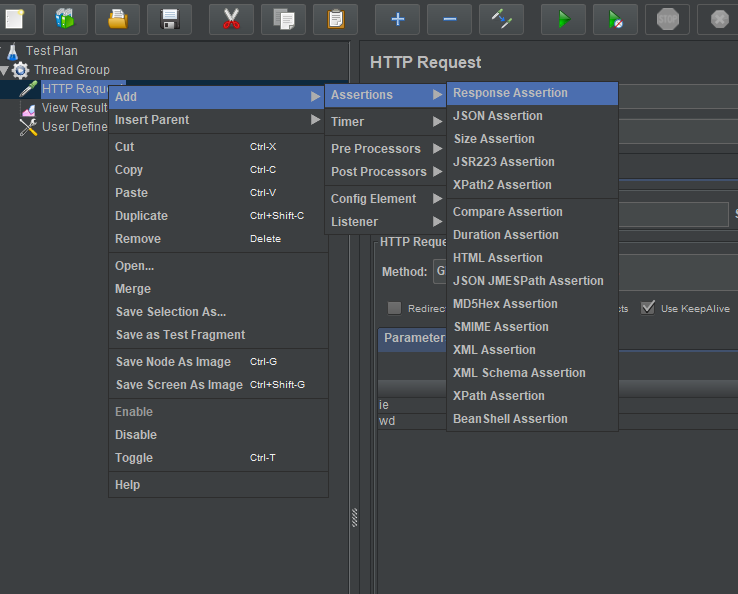 STOP
Test Plan
Thread Group
HTTP Reque
View Result
User Define
HTTP Request
Add
Insert Parent
Cut Ctrl-X
Copy Ctrl-C
Paste Ctrl-V
Duplicate Ctrl+Shift-C
Remove Delete
Open...
Merge
Save Selection As...
Save as Test Fragment
Save Node As Image Ctrl-G
Save Screen As Image Ctrl+Shift-G
Enable
Disable
Toggle Ctrl-T
Help
Assertions
Timer
Pre Processors
Post Processors
Config Element
Listener
Response Assertion
JSON Assertion
Size Assertion
JSR223 Assertion
XPath2 Assertion
Compare Assertion
Duration Assertion
HTML Assertion
JSON JMESPath Assertion
MD5Hex Assertion
SMIME Assertion
XML Assertion
XML Schema Assertion
XPath Assertion
BeanShell Assertion
HTTP Reque
Method: G
Redirec
ts
Use KeepAlive
Parameter
ie
wd